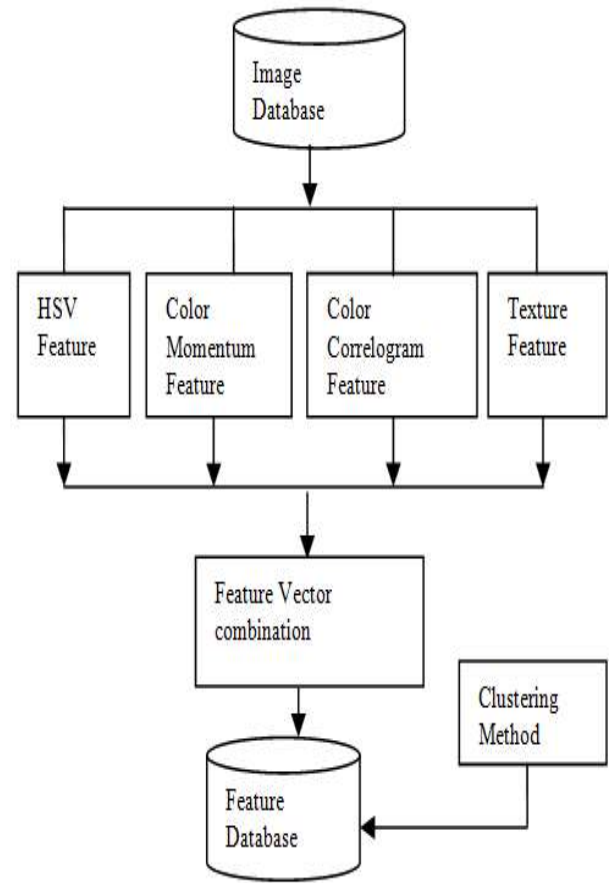 Image
Database
HSV
Feature
Color
Momentum
Feature
Color
Correlogram
Feature
Texture
Feature
Feature Vector
combination
Clustering
Method
Feature
Database